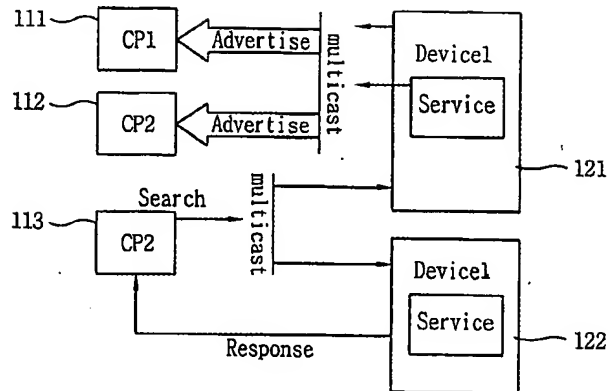 111
CP1
Advertise
multicast
Device1
Service
112
CP2
Advertise
121
Search
multicast
113
CP2
Device1
Service
Response
122